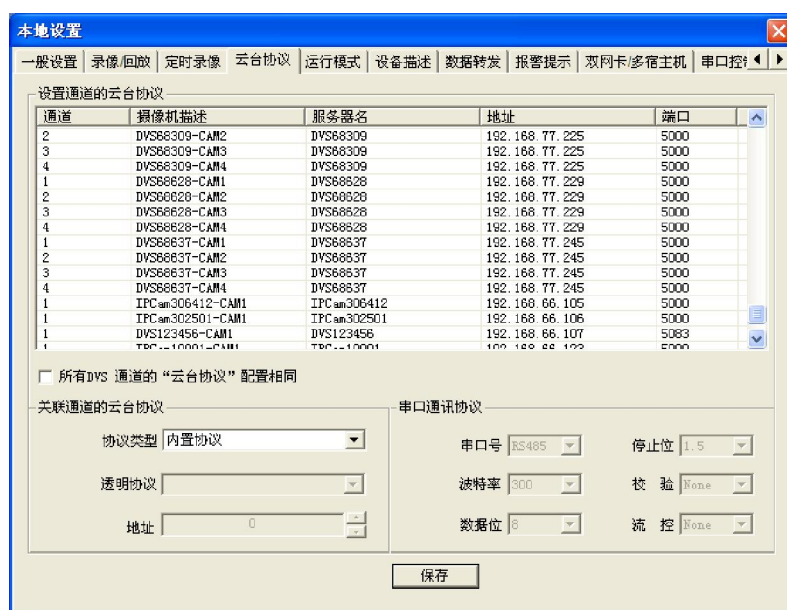 本地设置
一般设置 录像/回放 定时录像 云台协议 运行模式 设备描述 数据转发 报警提示 双网卡/多宿主机 串口控
设置通道的云台协议
通道 摄像机描述 服务器名 地址 端口
2 DVS68309-CAM2 DVS68309 192.168.77.225 5000
3 DVS68309-CAM3 DVS68309 192.168.77.225 5000
4 DVS68309-CAM4 DVS68309 192.168.77.225 5000
1 DVS68628-CAM1 DVS68628 192.168.77.229 5000
2 DVS68628-CAM2 DVS68628 192.168.77.229 5000
3 DVS68628-CAM3 DVS68628 192.168.77.229 5000
4 DVS68628-CAM4 DVS68628 192.168.77.229 5000
1 DVS68637-CAM1 DVS68637 192.168.77.245 5000
2 DVS68637-CAM2 DVS68637 192.168.77.245 5000
3 DVS68637-CAM3 DVS68637 192.168.77.245 5000
4 DVS68637-CAM4 DVS68637 192.168.77.245 5000
1 IPCam306412-CAM1 IPCam306412 192.168.66.105 5000
1 IPCam302501-CAM1 IPCam302501 192.168.66.106 5000
1 DVS123456-CAM1 DVS123456 192.168.66.107 5083
所有DVS 通道的“云台协议”配置相同
关联通道的云台协议 串口通讯协议
协议类型 内置协议 串口号 RS485 停止位 1.5
透明协议 波特率 300 校 验 None
地址 0 数据位 8 流 控 None
保存